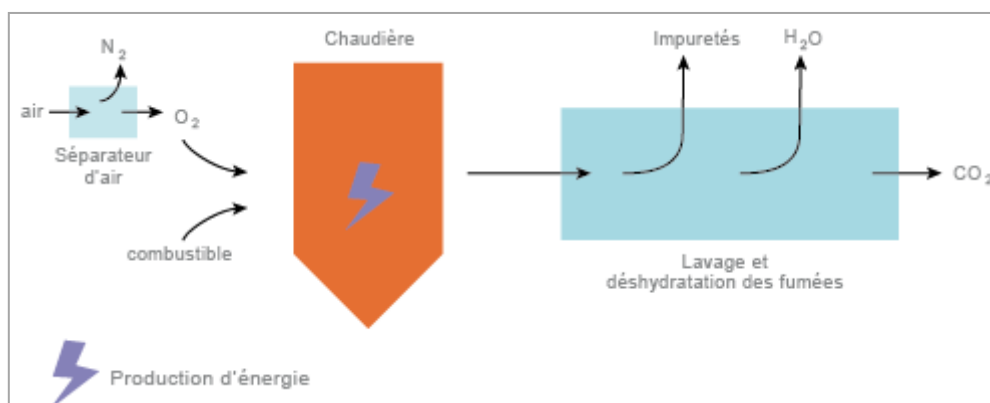 N₂
Chaudière
Impuretés
H₂O
air
O₂
Séparateur
d'air
CO₂
combustible
Lavage et
déshydratation des fumées
Production d'énergie